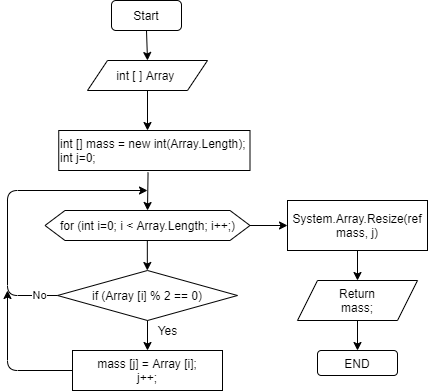 Start
int [ ] Array
int [] mass = new int(Array.Length);
int j=0;
for (int i=0; i < Array.Length; i++;)
System.Array.Resize(ref
mass, j)
if (Array [i] % 2 == 0)
No
Return
mass;
Yes
mass [j] = Array [i];
j++;
END